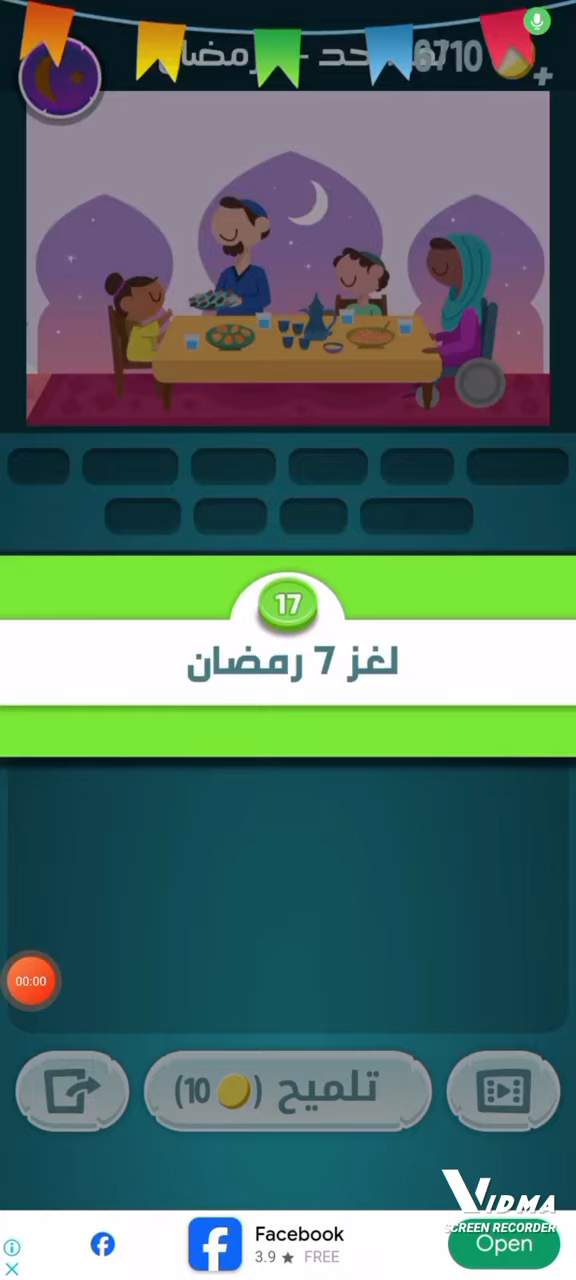 6710
17
لغز 7 رمضان
00:00
تلميح (10)
VIDMA
SCREEN RECORDER
Facebook
3.9 ★ FREE
Open